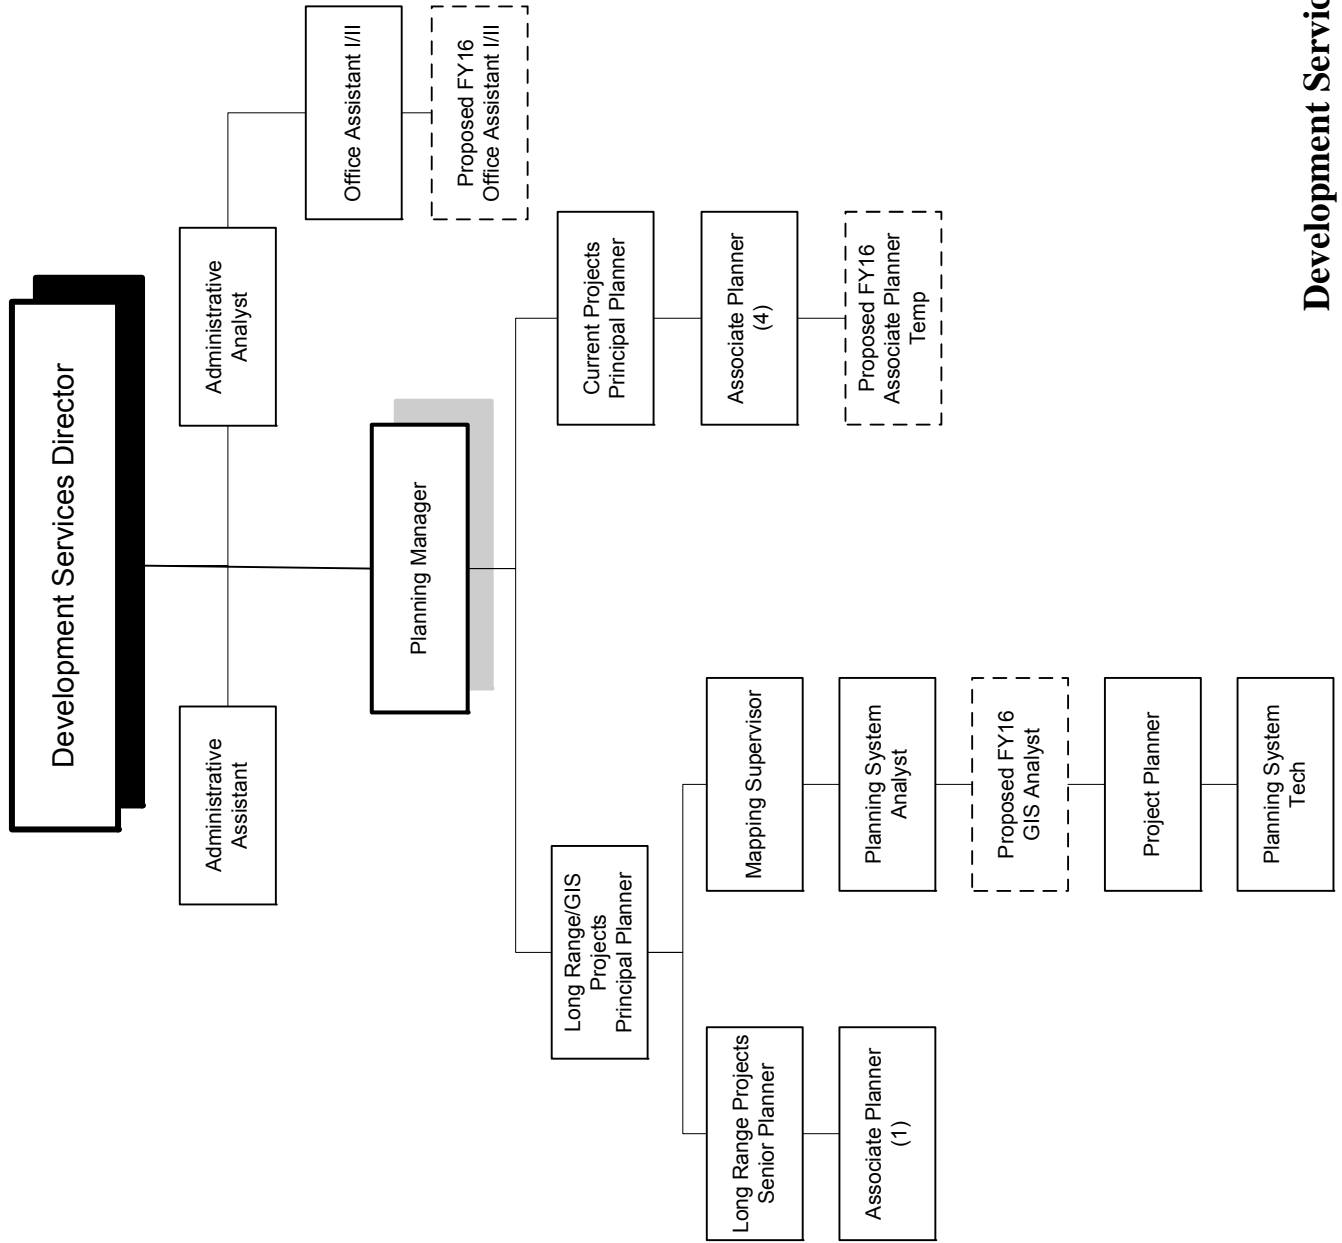 Development Services Director
Administrative
Assistant
Administrative
Analyst
Office Assistant I/II
Proposed FY16
Office Assistant I/II
Planning Manager
Long Range/GIS
Projects
Principal Planner
Current Projects
Principal Planner
Associate Planner
(4)
Proposed FY16
Associate Planner
Temp
Long Range Projects
Senior Planner
Associate Planner
(1)
Mapping Supervisor
Planning System
Analyst
Proposed FY16
GIS Analyst
Project Planner
Planning System
Tech
Development